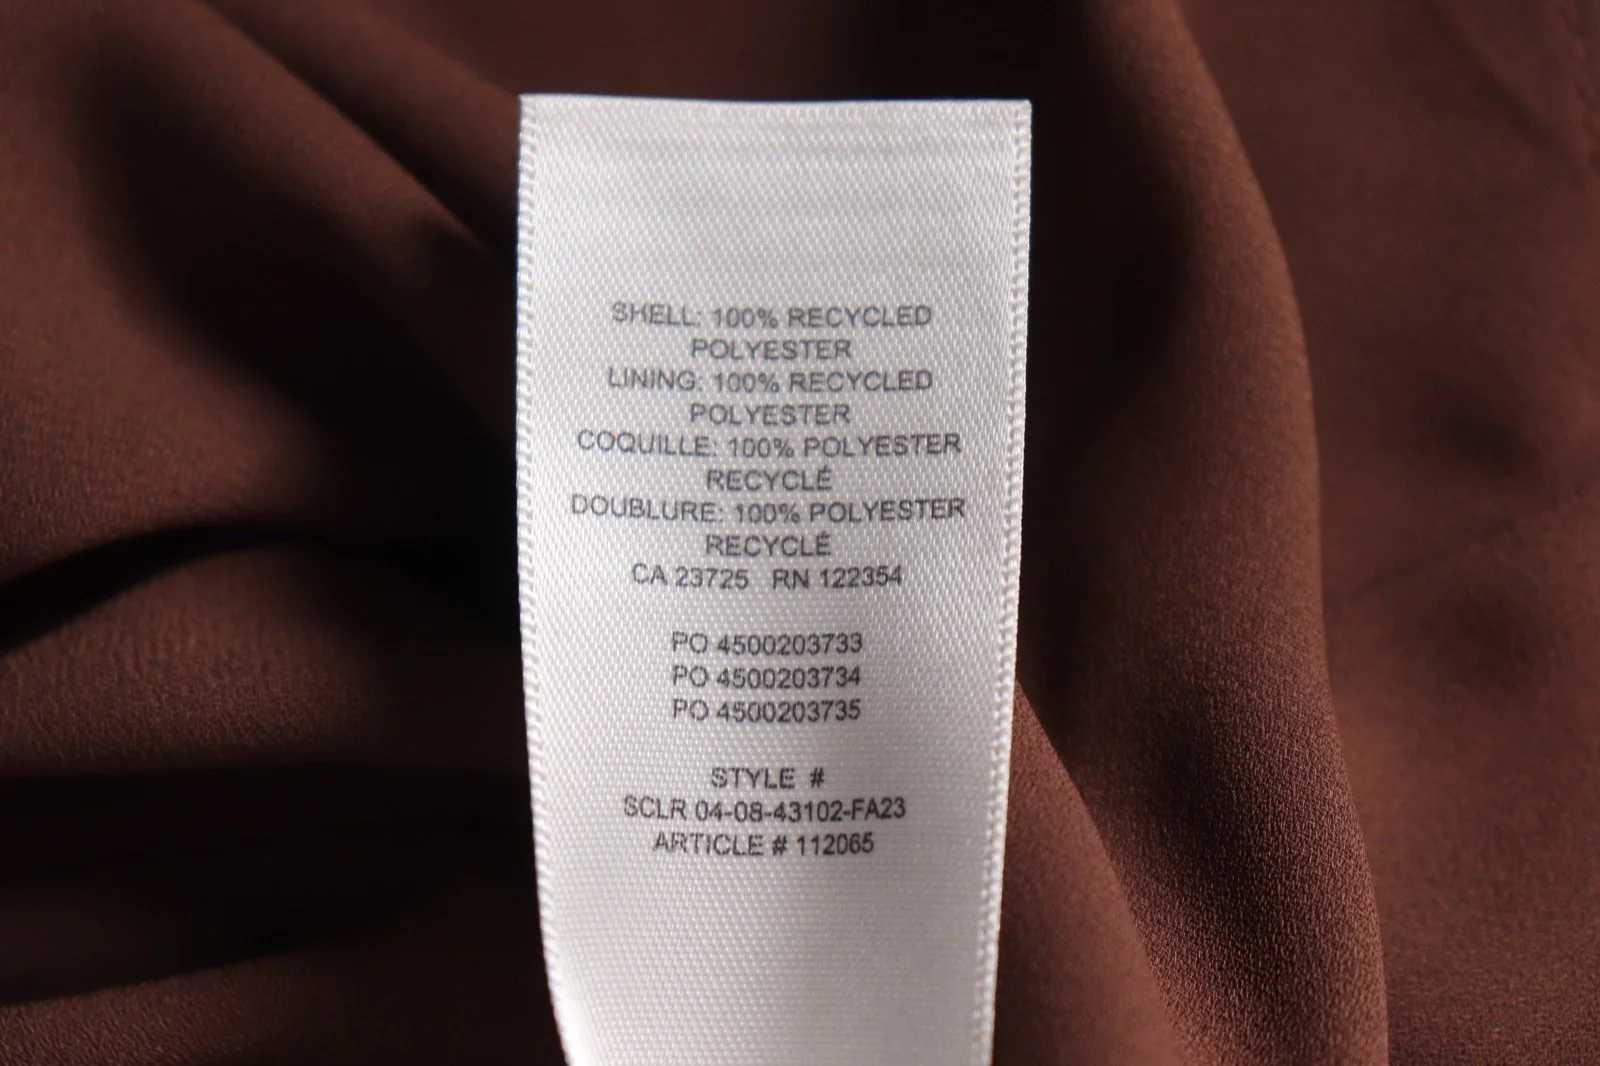 SHELL: 100% RECYCLED
POLYESTER
LINING: 100% RECYCLED
POLYESTER
COQUILLE: 100% POLYESTER
RECYCLÉ
DOUBLURE: 100% POLYESTER
RECYCLÉ
CA 23725 RN 122354
PO 4500203733
PO 4500203734
PO 4500203735
STYLE #
SCLR 04-08-43102-FA23
ARTICLE # 112065